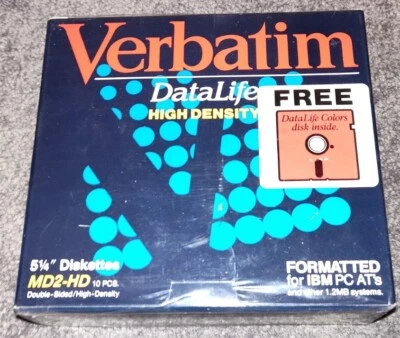 Verbatim
DataLife
HIGH DENSITY
FREE
DataLife Colors
disk inside.
5¼" Diskettes
MD2-HD 10 PCS.
Double-Sided/High-Density
FORMATTED
for IBM PC AT's
and other 1.2MB systems.